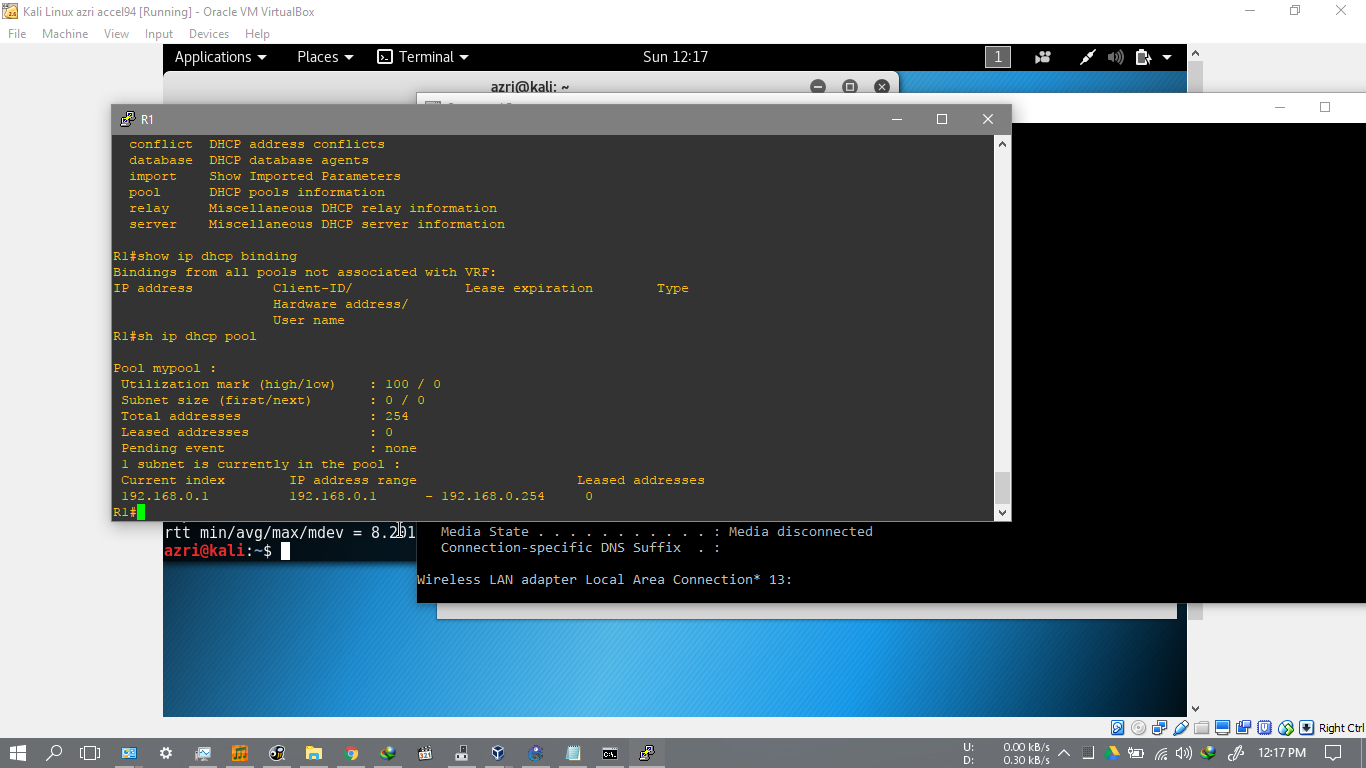 Kali Linux azri accel94 [Running] - Oracle VM VirtualBox
File Machine View Input Devices Help
Applications Places Terminal Sun 12:17 1
azri@kali: ~
R1
conflict DHCP address conflicts
database DHCP database agents
import Show Imported Parameters
pool DHCP pools information
relay Miscellaneous DHCP relay information
server Miscellaneous DHCP server information
R1#show ip dhcp binding
Bindings from all pools not associated with VRF:
IP address Client-ID/ Lease expiration Type
Hardware address/
User name
R1#sh ip dhcp pool
Pool mypool :
Utilization mark (high/low) : 100 / 0
Subnet size (first/next) : 0 / 0
Total addresses : 254
Leased addresses : 0
Pending event : none
1 subnet is currently in the pool :
Current index IP address range Leased addresses
192.168.0.1 192.168.0.1 - 192.168.0.254 0
R1#
rtt min/avg/max/mdev = 8.201
azri@kali:~$
Media State . . . . . . . . . . . : Media disconnected
Connection-specific DNS Suffix . :
Wireless LAN adapter Local Area Connection* 13:
Right Ctrl
U: 0.00 kB/s
D: 0.30 kB/s
12:17 PM